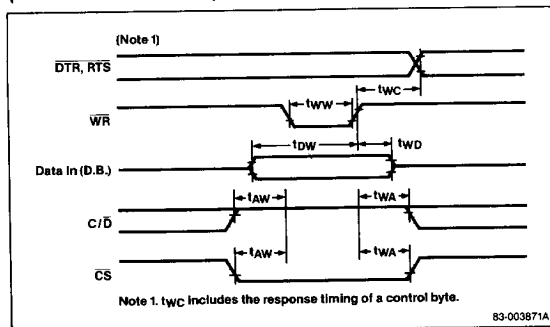 (Note 1)
DTR, RTS
tWC
tWW
WR
tDW
tWD
Data In (D.B.)
tAW
tWA
C/D
tAW
tWA
CS
Note 1. tWC includes the response timing of a control byte.
83-003871A